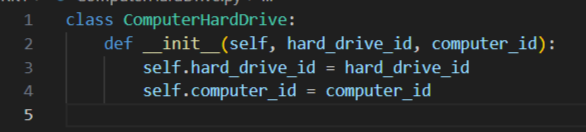 1 class ComputerHardDrive:
2     def __init__(self, hard_drive_id, computer_id):
3         self.hard_drive_id = hard_drive_id
4         self.computer_id = computer_id
5